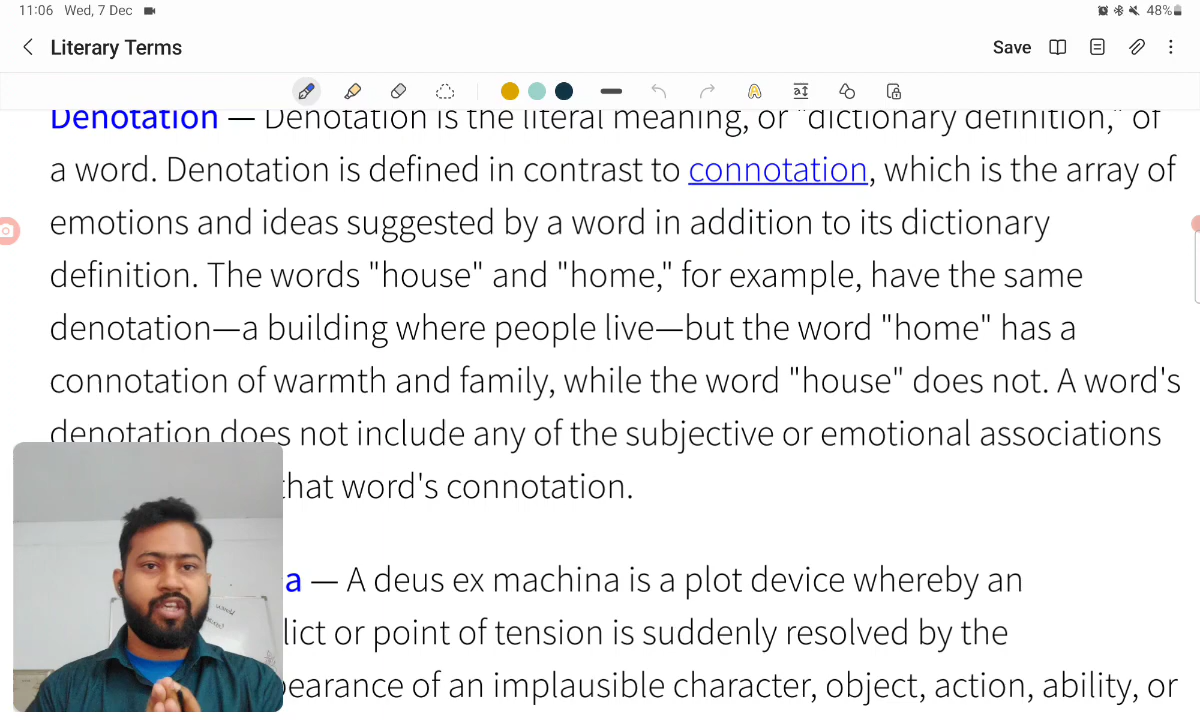 11:06 Wed, 7 Dec 48%
Literary Terms Save
Denotation — Denotation is the literal meaning, or "dictionary definition," of
a word. Denotation is defined in contrast to connotation, which is the array of
emotions and ideas suggested by a word in addition to its dictionary
definition. The words "house" and "home," for example, have the same
denotation—a building where people live—but the word "home" has a
connotation of warmth and family, while the word "house" does not. A word's
denotation does not include any of the subjective or emotional associations
that word's connotation.
a — A deus ex machina is a plot device whereby an
lict or point of tension is suddenly resolved by the
earance of an implausible character, object, action, ability, or